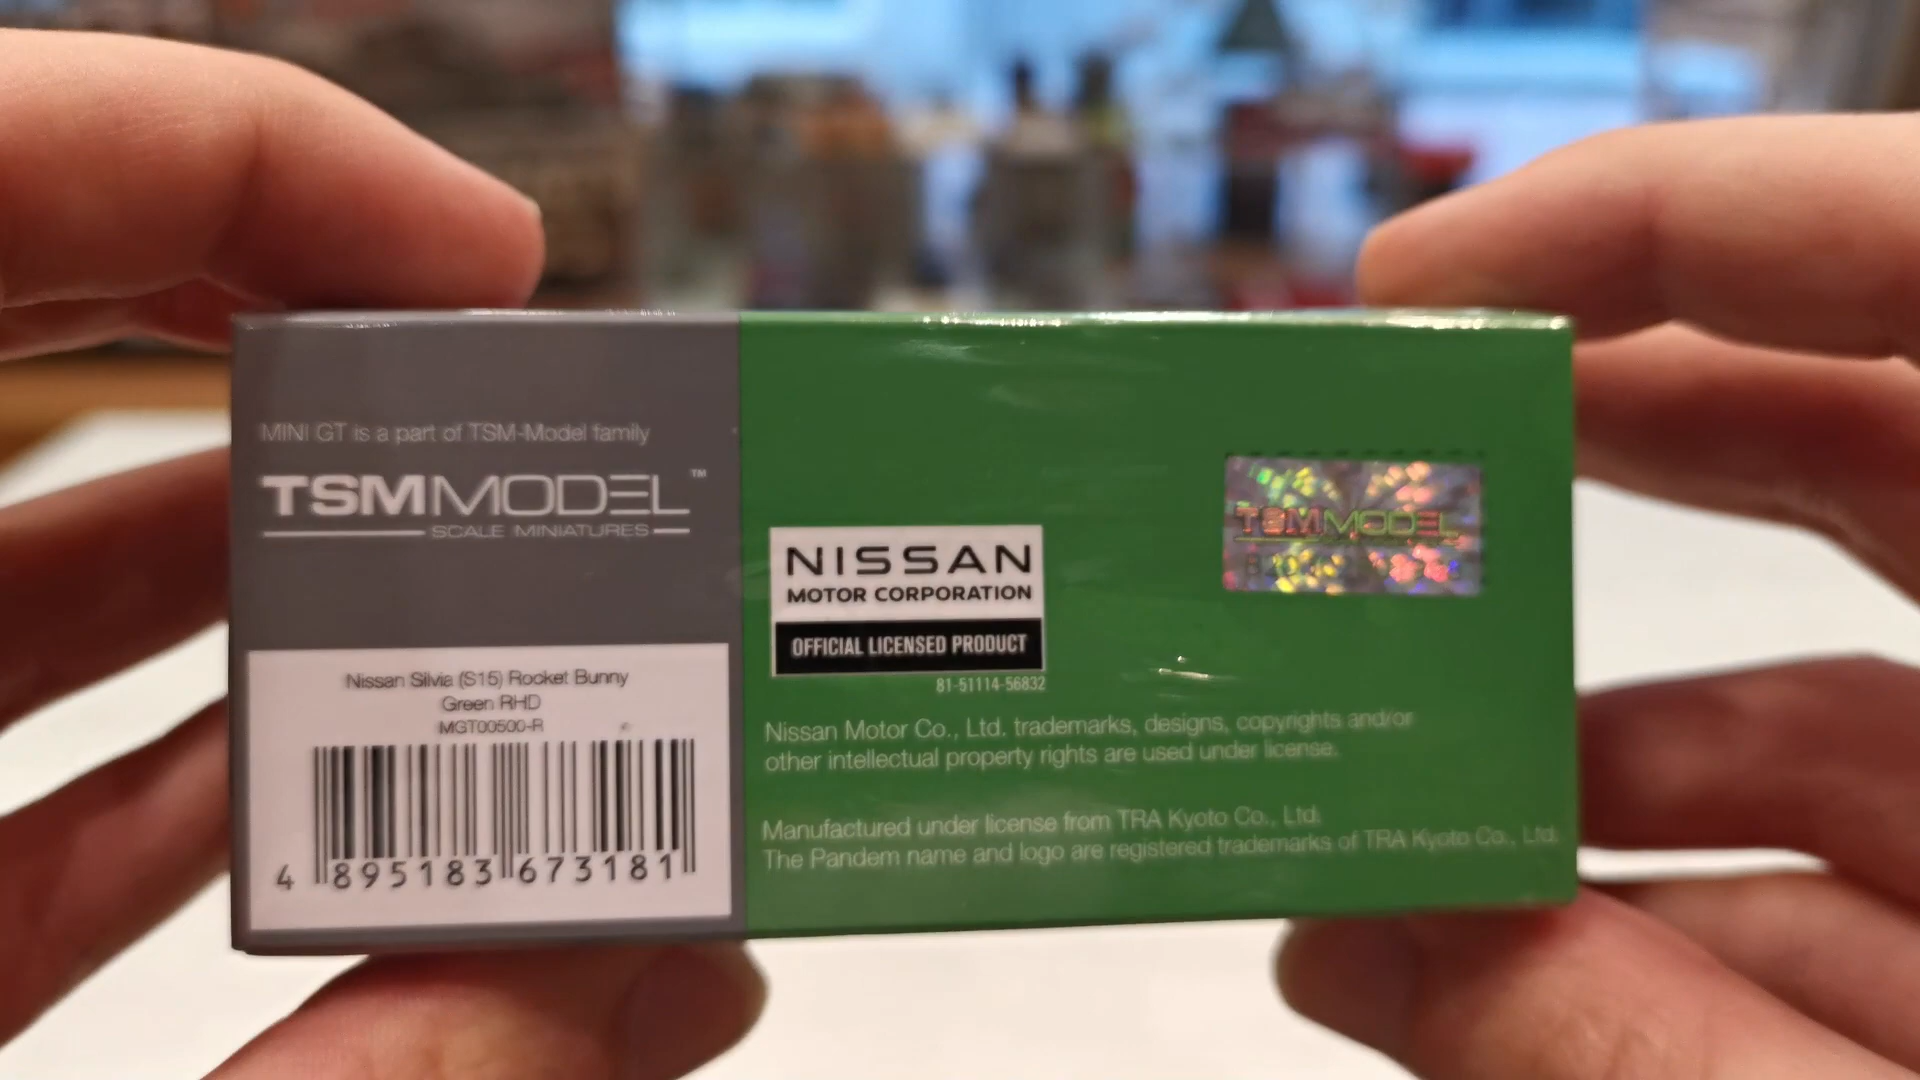 MINI GT is a part of TSM-Model family
TSMMODEL™
SCALE MINIATURES
Nissan Silvia (S15) Rocket Bunny
Green RHD
MGT00500-R
4 895183 673181
NISSAN
MOTOR CORPORATION
OFFICIAL LICENSED PRODUCT
81-51114-56832
Nissan Motor Co., Ltd. trademarks, designs, copyrights and/or
other intellectual property rights are used under license.
Manufactured under license from TRA Kyoto Co., Ltd.
The Pandem name and logo are registered trademarks of TRA Kyoto Co., Ltd.
TSMMODEL